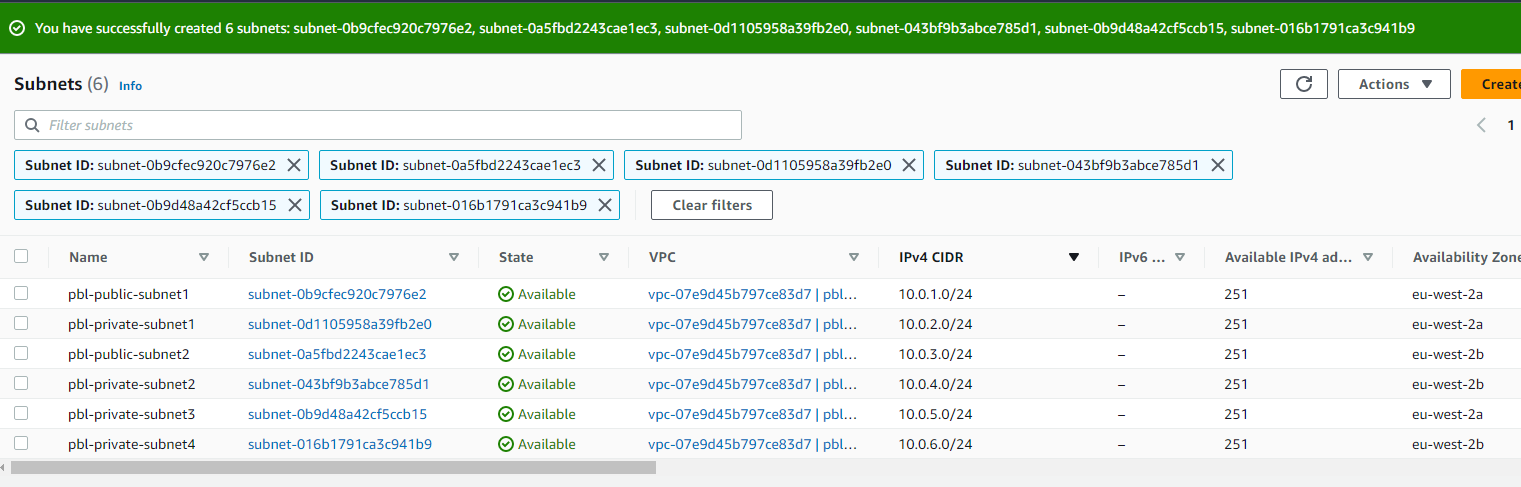 You have successfully created 6 subnets: subnet-0b9cfec920c7976e2, subnet-0a5fbd2243cae1ec3, subnet-0d1105958a39fb2e0, subnet-043bf9b3abce785d1, subnet-0b9d48a42cf5ccb15, subnet-016b1791ca3c941b9
Subnets (6) Info Actions Create
Filter subnets 1
Subnet ID: subnet-0b9cfec920c7976e2 Subnet ID: subnet-0a5fbd2243cae1ec3 Subnet ID: subnet-0d1105958a39fb2e0 Subnet ID: subnet-043bf9b3abce785d1
Subnet ID: subnet-0b9d48a42cf5ccb15 Subnet ID: subnet-016b1791ca3c941b9 Clear filters
Name Subnet ID State VPC IPv4 CIDR IPv6 ... Available IPv4 ad... Availability Zone
pbl-public-subnet1 subnet-0b9cfec920c7976e2 Available vpc-07e9d45b797ce83d7 | pbl... 10.0.1.0/24 – 251 eu-west-2a
pbl-private-subnet1 subnet-0d1105958a39fb2e0 Available vpc-07e9d45b797ce83d7 | pbl... 10.0.2.0/24 – 251 eu-west-2a
pbl-public-subnet2 subnet-0a5fbd2243cae1ec3 Available vpc-07e9d45b797ce83d7 | pbl... 10.0.3.0/24 – 251 eu-west-2b
pbl-private-subnet2 subnet-043bf9b3abce785d1 Available vpc-07e9d45b797ce83d7 | pbl... 10.0.4.0/24 – 251 eu-west-2b
pbl-private-subnet3 subnet-0b9d48a42cf5ccb15 Available vpc-07e9d45b797ce83d7 | pbl... 10.0.5.0/24 – 251 eu-west-2a
pbl-private-subnet4 subnet-016b1791ca3c941b9 Available vpc-07e9d45b797ce83d7 | pbl... 10.0.6.0/24 – 251 eu-west-2b